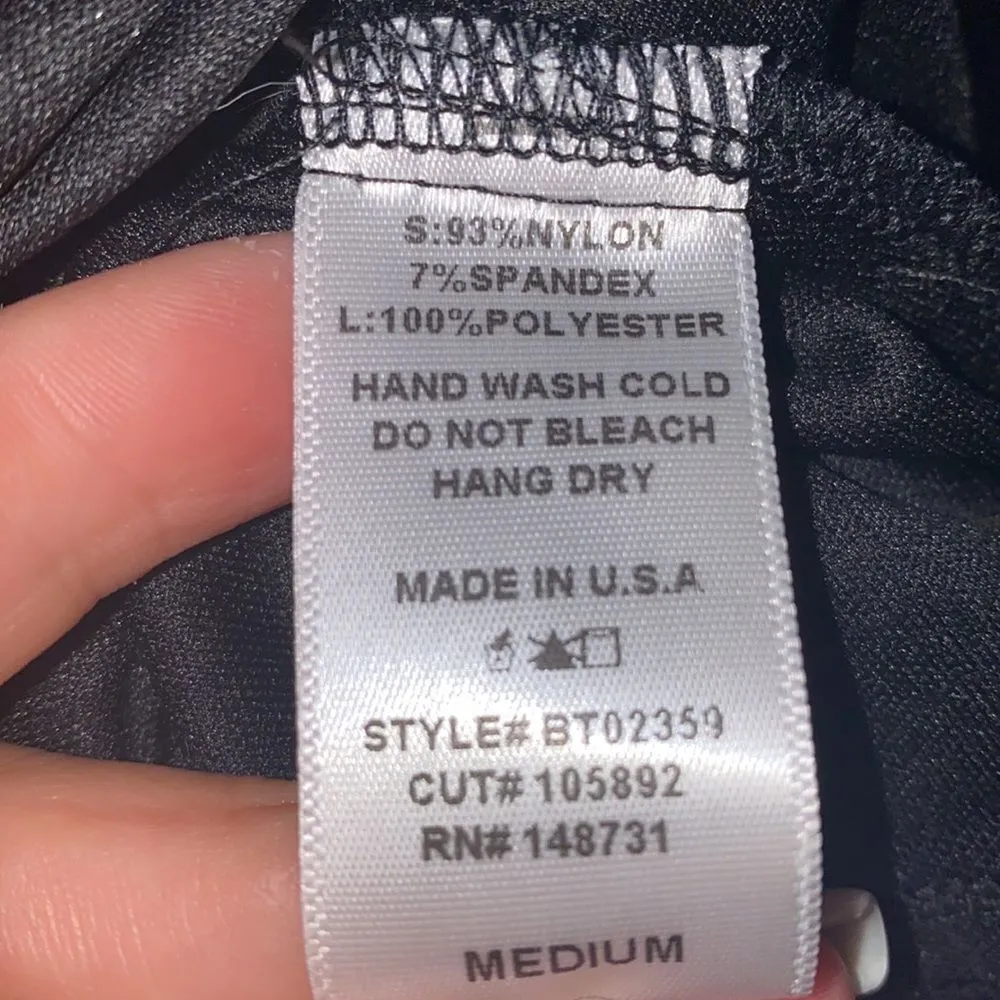 S:93%NYLON
7%SPANDEX
L:100%POLYESTER
HAND WASH COLD
DO NOT BLEACH
HANG DRY
MADE IN U.S.A
STYLE# BT02359
CUT# 105892
RN# 148731
MEDIUM